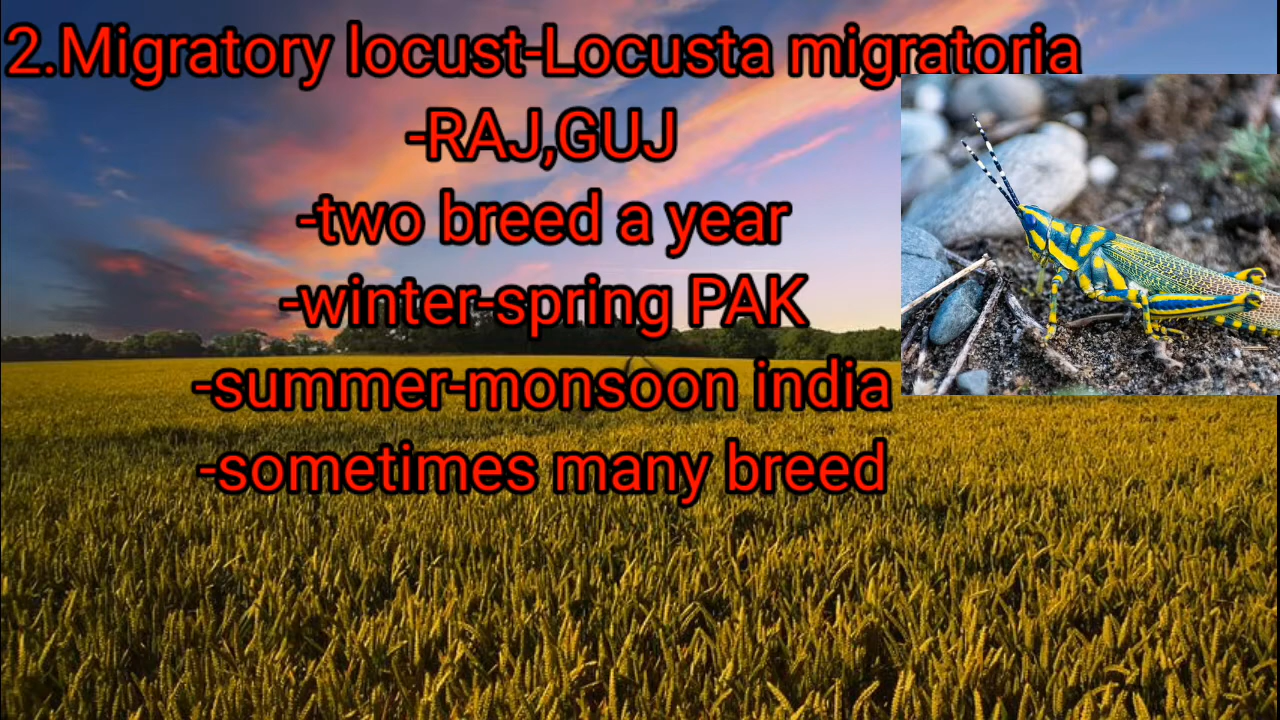 2.Migratory locust-Locusta migratoria
-RAJ,GUJ
-two breed a year
-winter-spring PAK
-summer-monsoon india
-sometimes many breed